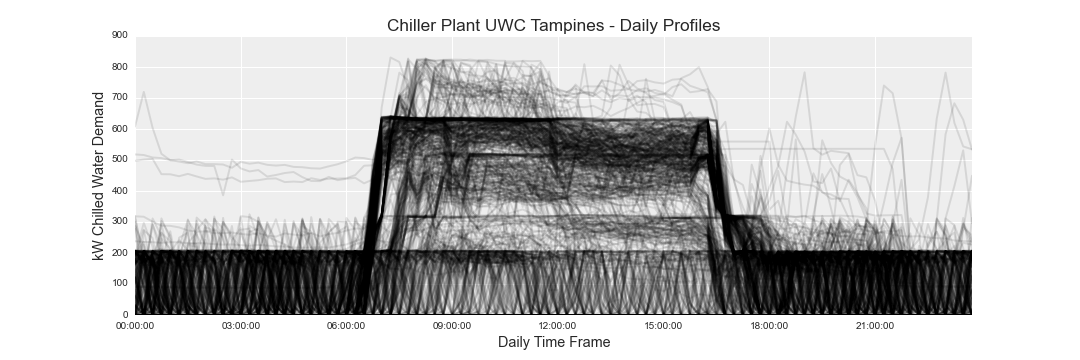 Chiller Plant UWC Tampines - Daily Profiles
kW Chilled Water Demand
900
800
700
600
500
400
300
200
100
0
00:00:00 03:00:00 06:00:00 09:00:00 12:00:00 15:00:00 18:00:00 21:00:00
Daily Time Frame